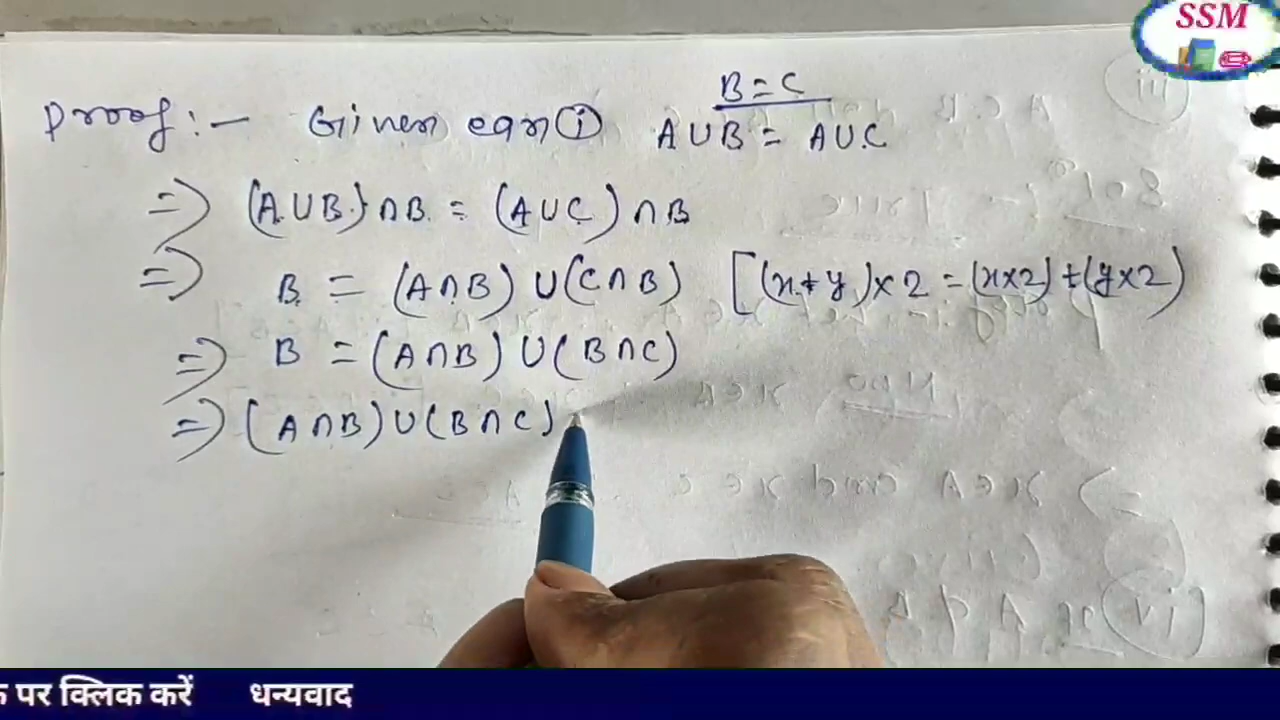 SSM
B = C
Proof :- Given eqn (i) A∪B = A∪C
=> (A∪B)∩B = (A∪C)∩B
=> B = (A∩B) ∪(C∩B) [(x+y)×2 = (x×2)+(y×2)
=> B = (A∩B) ∪(B∩C)
=> (A∩B)∪(B∩C)
पर क्लिक करें धन्यवाद